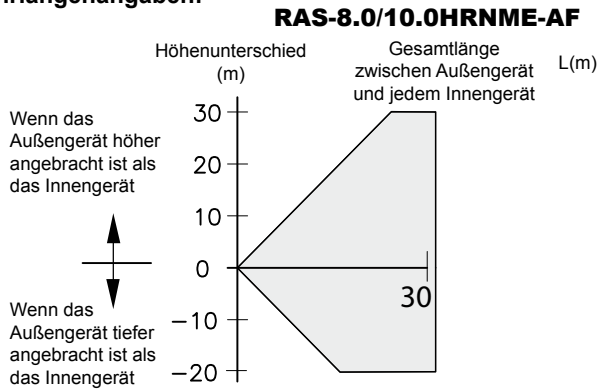 RAS-8.0/10.0HRNME-AF
Höhenunterschied
(m)
Gesamtlänge
zwischen Außengerät
und jedem Innengerät
L(m)
Wenn das
Außengerät höher
angebracht ist als
das Innengerät
Wenn das
Außengerät tiefer
angebracht ist als
das Innengerät
30
20
10
0
−10
−20
30